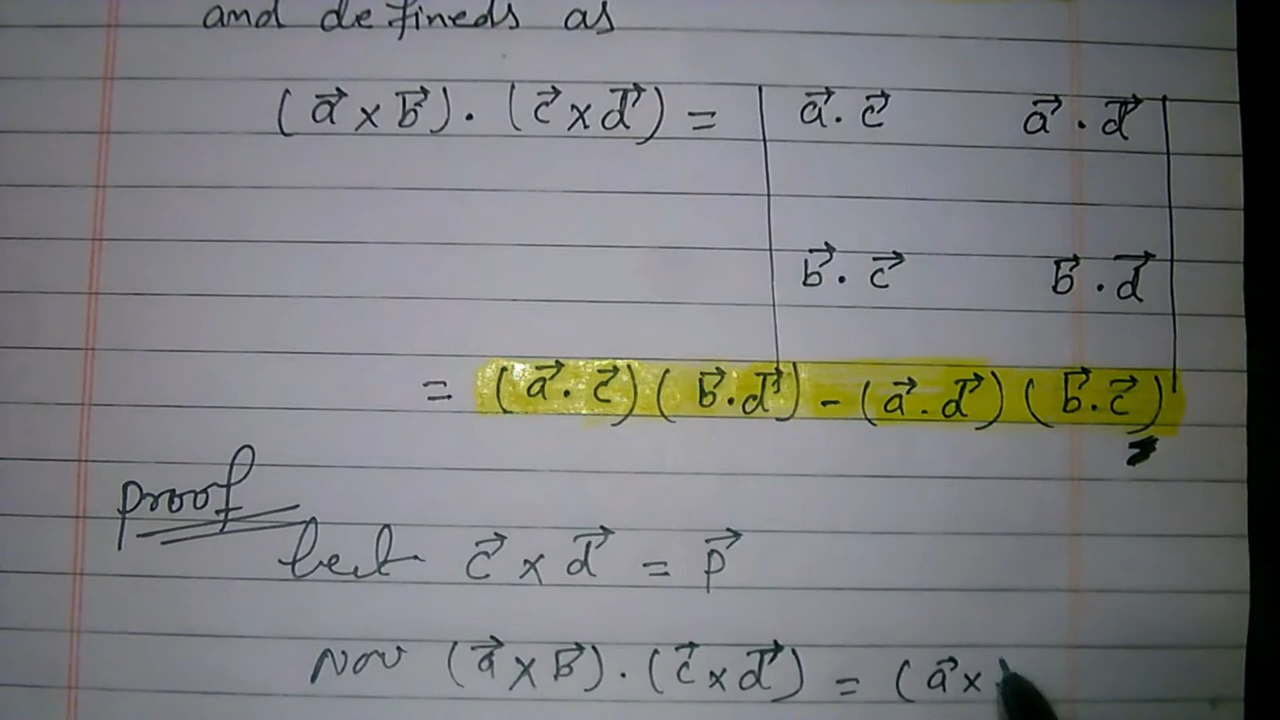 and defineds as
(a⃗ × b⃗) . (c⃗ × d⃗) = | a⃗ . c⃗ a⃗ . d⃗ |
| b⃗ . c⃗ b⃗ . d⃗ |
= (a⃗ . c⃗) (b⃗ . d⃗) - (a⃗ . d⃗) (b⃗ . c⃗)
Proof
let c⃗ × d⃗ = p⃗
Now (a⃗ × b⃗) . (c⃗ × d⃗) = (a⃗ ×